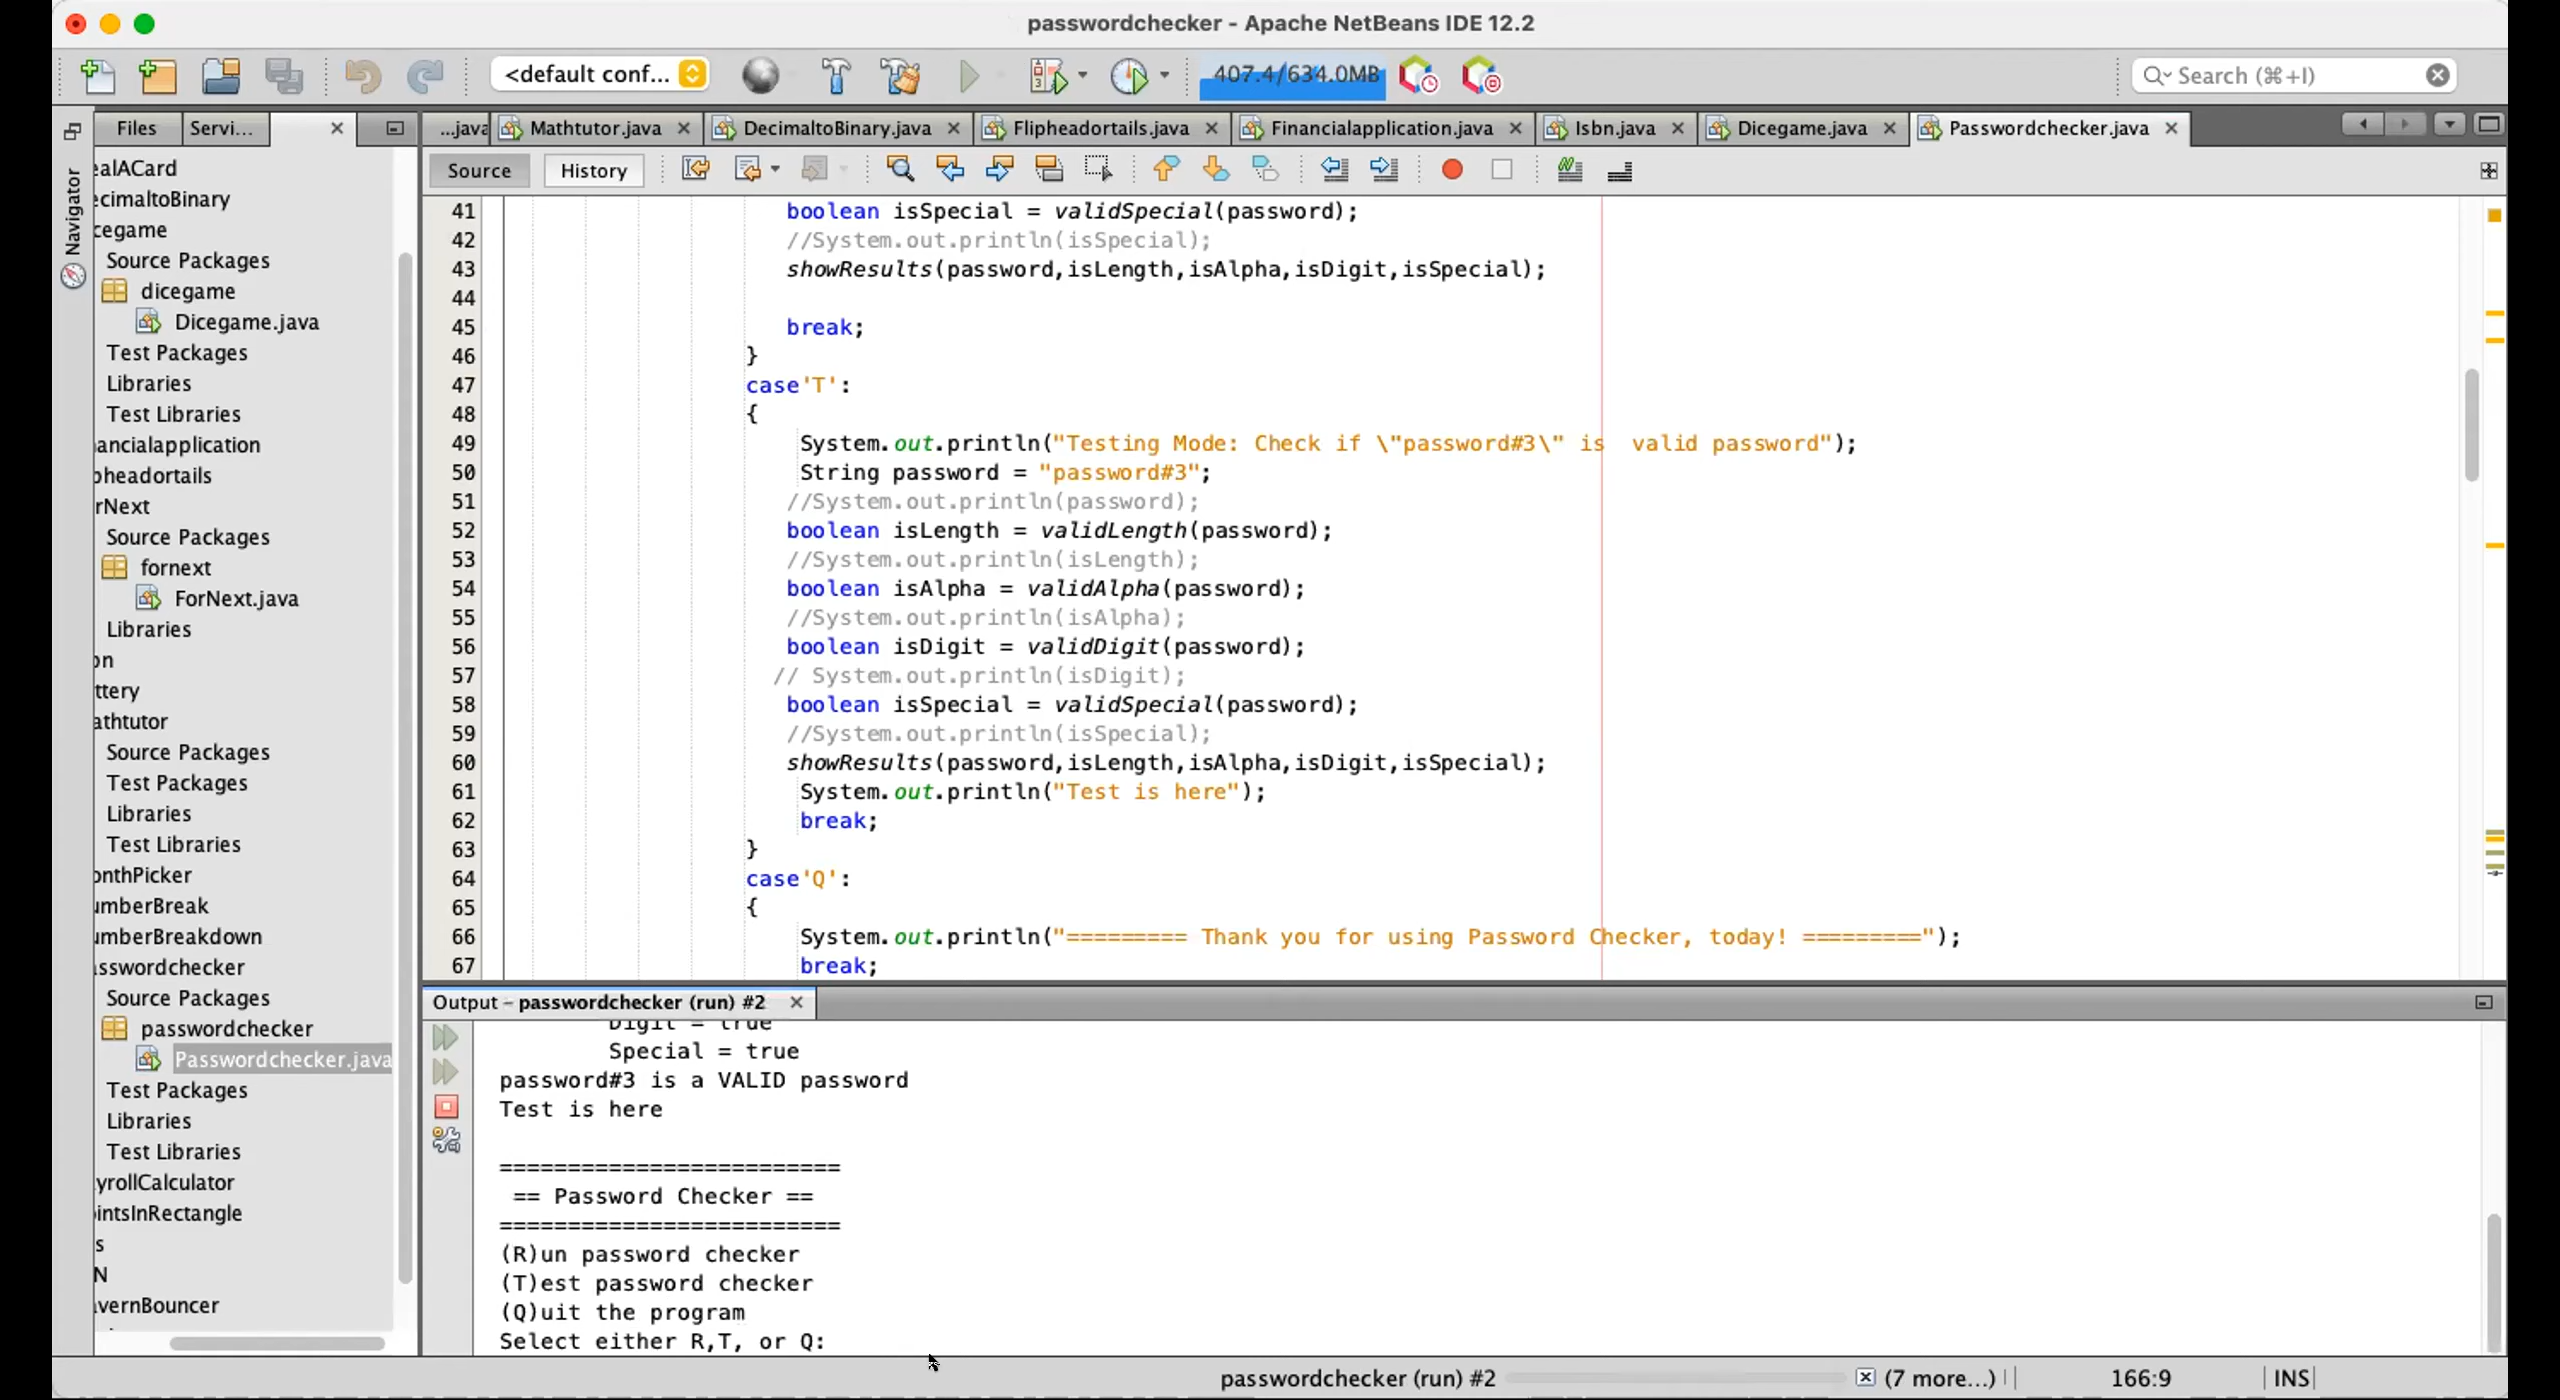 passwordchecker - Apache NetBeans IDE 12.2
<default conf...
407.4/634.0MB
Search (⌘+I)
Files
Servi...
...java
Mathtutor.java
DecimaltoBinary.java
Flipheadortails.java
Financialapplication.java
Isbn.java
Dicegame.java
Passwordchecker.java
Navigator
Source
History
ealACard
ecimaltoBinary
cegame
Source Packages
dicegame
Dicegame.java
Test Packages
Libraries
Test Libraries
nancialapplication
pheadortails
rNext
Source Packages
fornext
ForNext.java
Libraries
on
ttery
athtutor
Source Packages
Test Packages
Libraries
Test Libraries
onthPicker
umberBreak
umberBreakdown
asswordchecker
Source Packages
passwordchecker
Passwordchecker.java
Test Packages
Libraries
Test Libraries
yrollCalculator
ointsInRectangle
s
N
avernBouncer
41 boolean isSpecial = validSpecial(password);
42 //System.out.println(isSpecial);
43 showResults(password,isLength,isAlpha,isDigit,isSpecial);
44
45 break;
46 }
47 case'T':
48 {
49 System.out.println("Testing Mode: Check if \"password#3\" is  valid password");
50 String password = "password#3";
51 //System.out.println(password);
52 boolean isLength = validLength(password);
53 //System.out.println(isLength);
54 boolean isAlpha = validAlpha(password);
55 //System.out.println(isAlpha);
56 boolean isDigit = validDigit(password);
57 // System.out.println(isDigit);
58 boolean isSpecial = validSpecial(password);
59 //System.out.println(isSpecial);
60 showResults(password,isLength,isAlpha,isDigit,isSpecial);
61 System.out.println("Test is here");
62 break;
63 }
64 case'Q':
65 {
66 System.out.println("========= Thank you for using Password Checker, today! =========");
67 break;
Output - passwordchecker (run) #2
Digit = true
Special = true
password#3 is a VALID password
Test is here
=========================
== Password Checker ==
=========================
(R)un password checker
(T)est password checker
(Q)uit the program
Select either R,T, or Q:
passwordchecker (run) #2
(7 more...)
166:9
INS